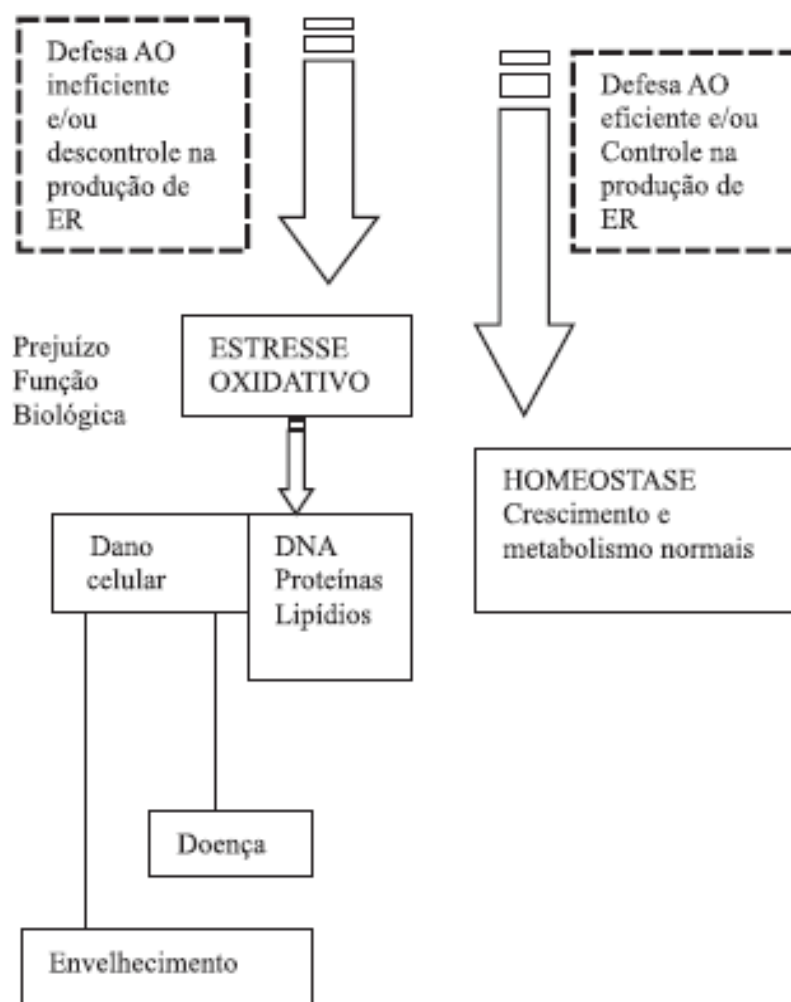 Defesa AO
ineficiente
e/ou
descontrole na
produção de
ER
Defesa AO
eficiente e/ou
Controle na
produção de
ER
Prejuízo
Função
Biológica
ESTRESSE
OXIDATIVO
HOMEOSTASE
Crescimento e
metabolismo normais
Dano
celular
DNA
Proteínas
Lipídios
Doença
Envelhecimento